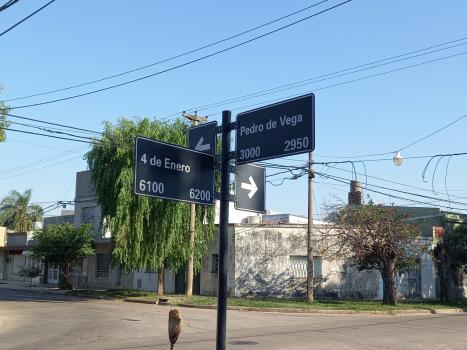 4 de Enero
6100 6200
Pedro de Vega
3000 2950